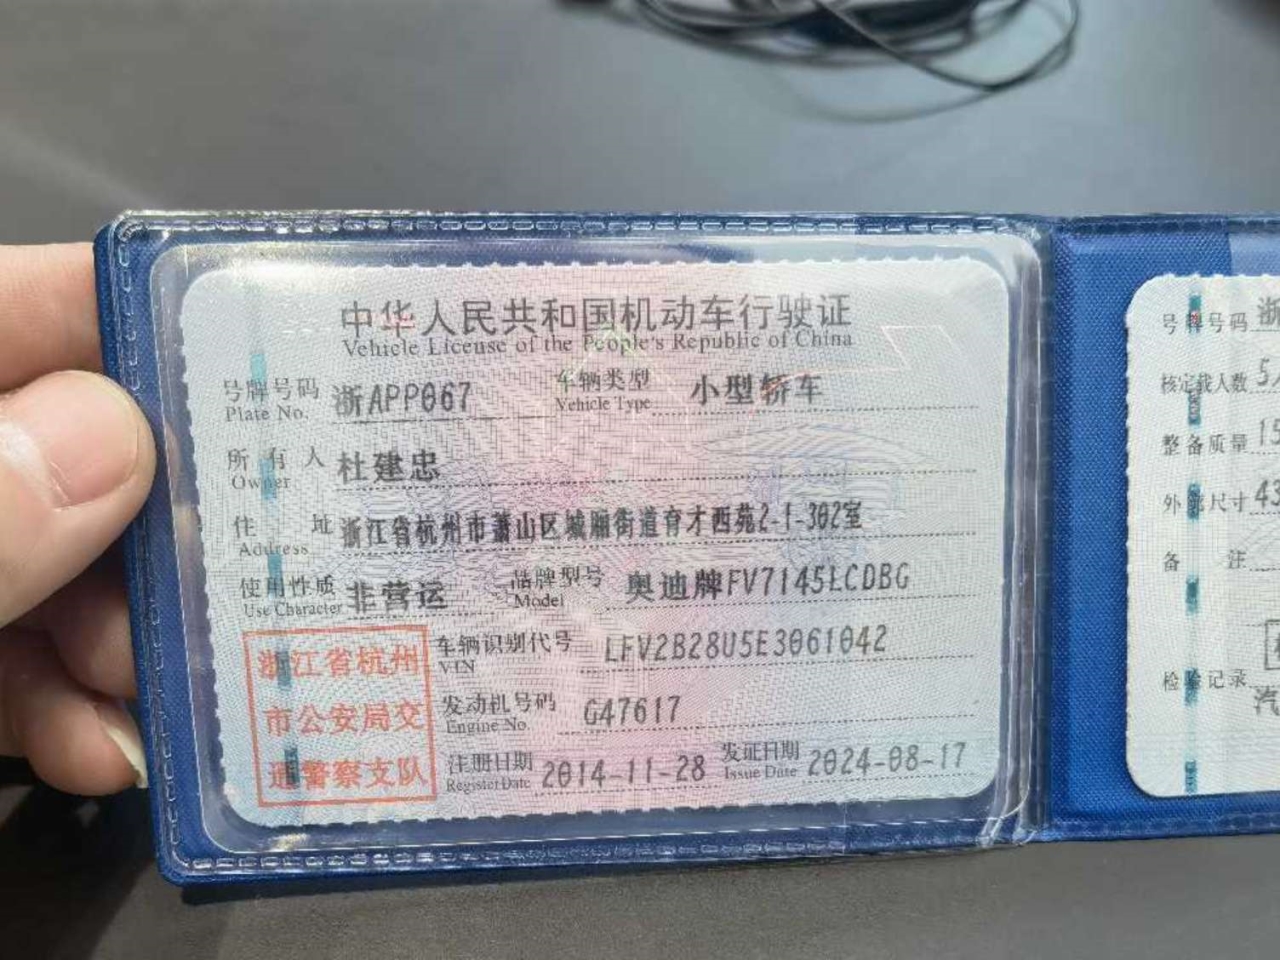 中华人民共和国机动车行驶证
Vehicle License of the People's Republic of China
号牌号码 浙APP067 车辆类型 小型轿车
Plate No. Vehicle Type
所有人 杜建忠
Owner
住址 浙江省杭州市萧山区城厢街道育才西苑2-1-302室
Address
使用性质 非营运 品牌型号 奥迪牌FV7145LCDBG
Use Character Model
浙江省杭州
市公安局交
通警察支队
车辆识别代号 LFV2B28U5E3061042
VIN
发动机号码 G47617
Engine No.
注册日期 2014-11-28 发证日期 2024-08-17
Register Date Issue Date
号牌号码 浙
核定载人数 5
整备质量 15
外廓尺寸 43
备注
检验记录
汽